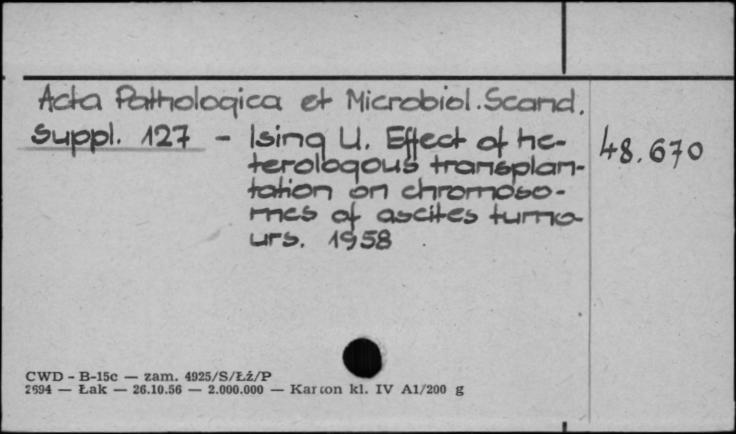 Acta Pathologica et Microbiol. Scand.
Suppl. 127 - Ising U. Effect of he-
terologous transplan-
tation on chromoso-
mes of ascites tumo-
urs. 1958
48.670
CWD - B-15c — zam. 4925/S/Łż/P
2694 — Łak — 26.10.56 — 2.000.000 — Karton kl. IV A1/200 g